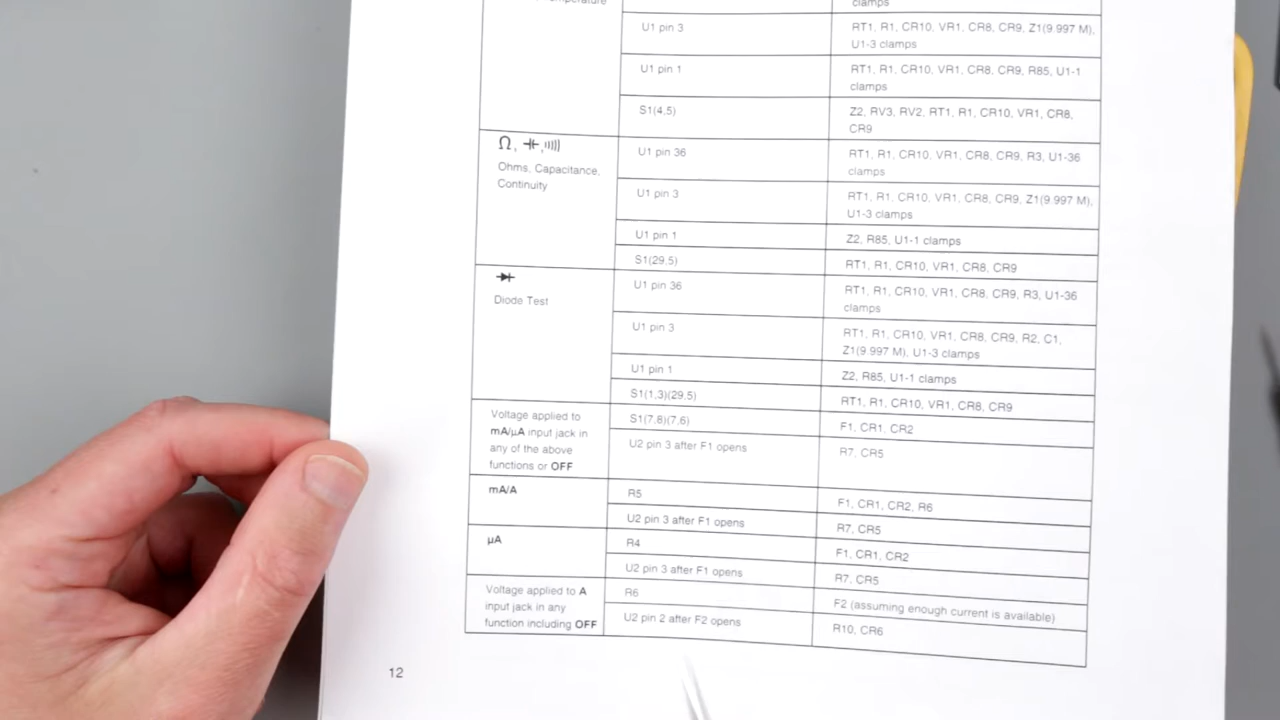 clamps
U1 pin 3
RT1, R1, CR10, VR1, CR8, CR9, Z1(9.997 M),
U1-3 clamps
U1 pin 1
RT1, R1, CR10, VR1, CR8, CR9, R85, U1-1
clamps
S1(4,5)
Z2, RV3, RV2, RT1, R1, CR10, VR1, CR8,
CR9
Ω,
Ohms, Capacitance,
Continuity
U1 pin 36
RT1, R1, CR10, VR1, CR8, CR9, R3, U1-36
clamps
U1 pin 3
RT1, R1, CR10, VR1, CR8, CR9, Z1(9.997 M),
U1-3 clamps
U1 pin 1
Z2, R85, U1-1 clamps
S1(29,5)
RT1, R1, CR10, VR1, CR8, CR9
Diode Test
U1 pin 36
RT1, R1, CR10, VR1, CR8, CR9, R3, U1-36
clamps
U1 pin 3
RT1, R1, CR10, VR1, CR8, CR9, R2, C1,
Z1(9.997 M), U1-3 clamps
U1 pin 1
Z2, R85, U1-1 clamps
S1(1,3)(29,5)
RT1, R1, CR10, VR1, CR8, CR9
Voltage applied to
mA/µA input jack in
any of the above
functions or OFF
S1(7,8)(7,6)
F1, CR1, CR2
U2 pin 3 after F1 opens
R7, CR5
mA/A
R5
F1, CR1, CR2, R6
U2 pin 3 after F1 opens
R7, CR5
µA
R4
F1, CR1, CR2
U2 pin 3 after F1 opens
R7, CR5
Voltage applied to A
input jack in any
function including OFF
R6
F2 (assuming enough current is available)
U2 pin 2 after F2 opens
R10, CR6
12